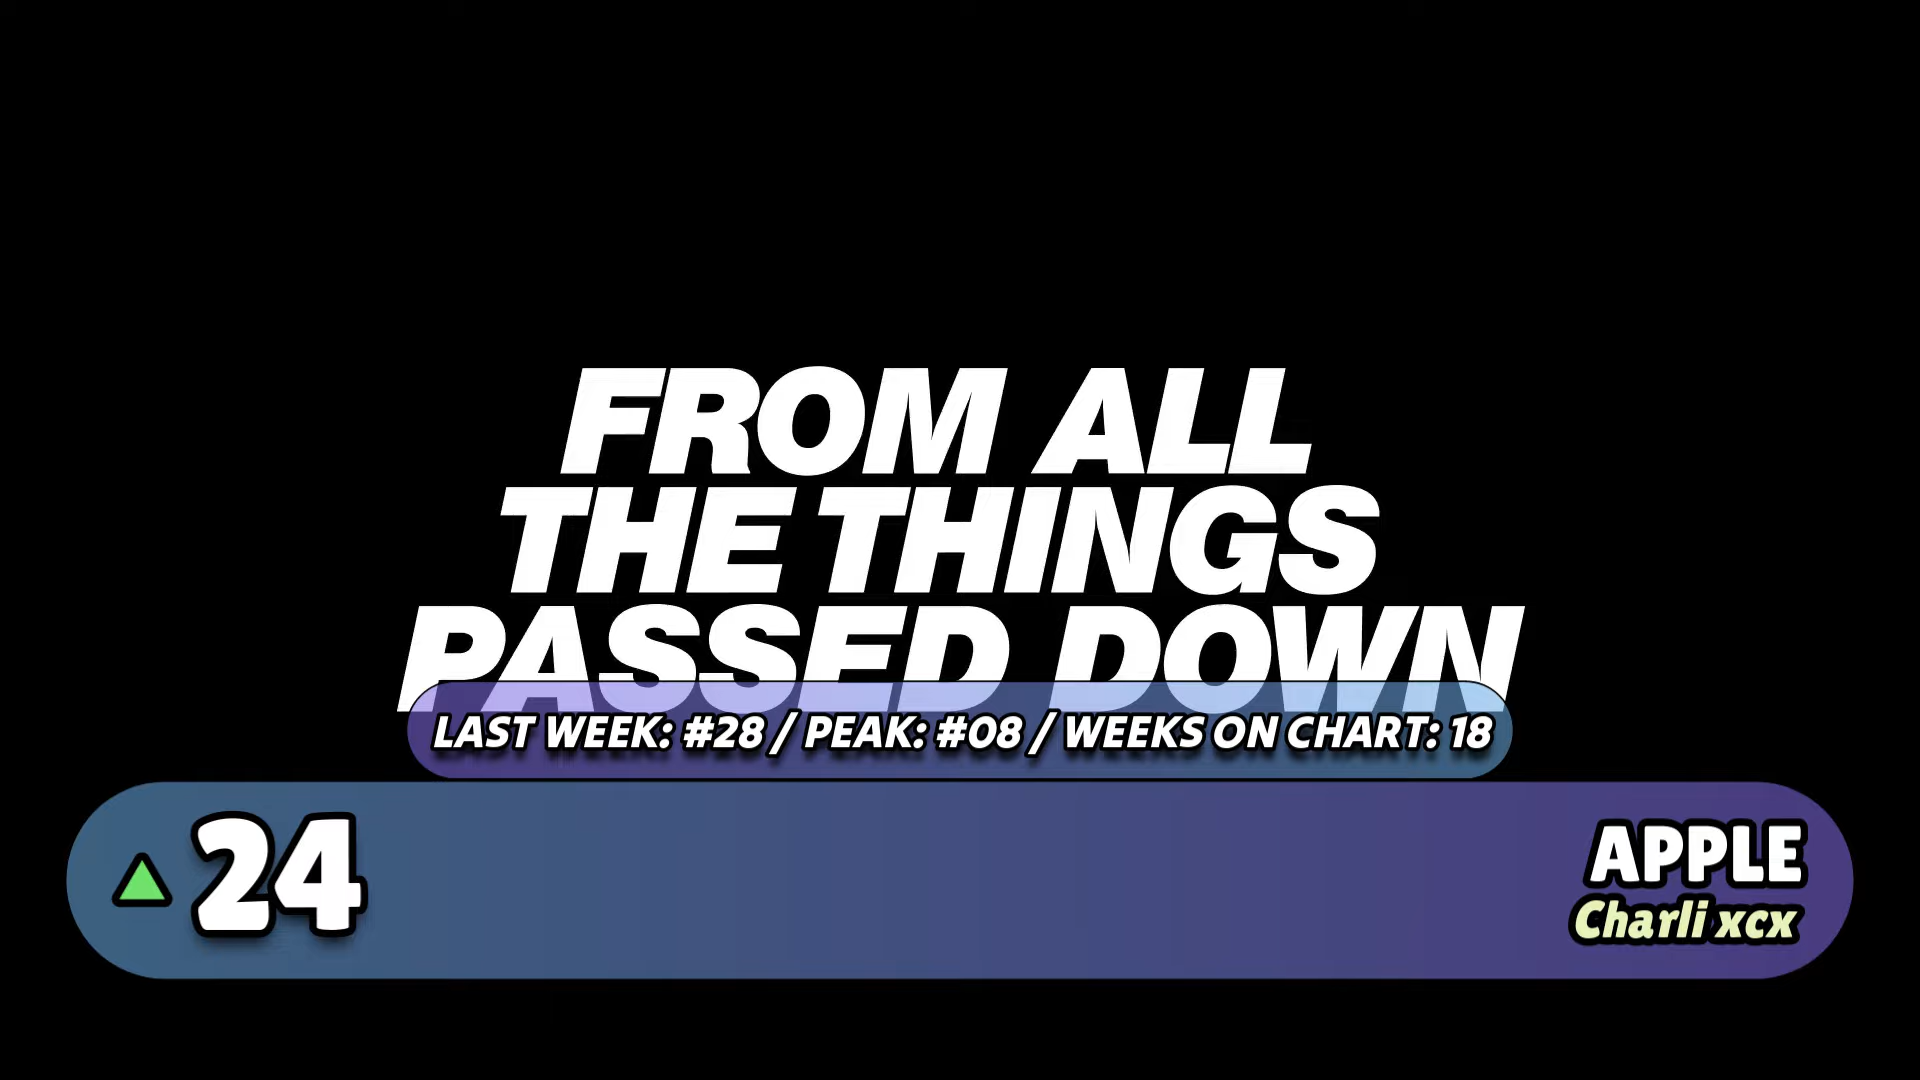 FROM ALL
THE THINGS
PASSED DOWN
LAST WEEK: #28 / PEAK: #08 / WEEKS ON CHART: 18
24
APPLE
Charli xcx